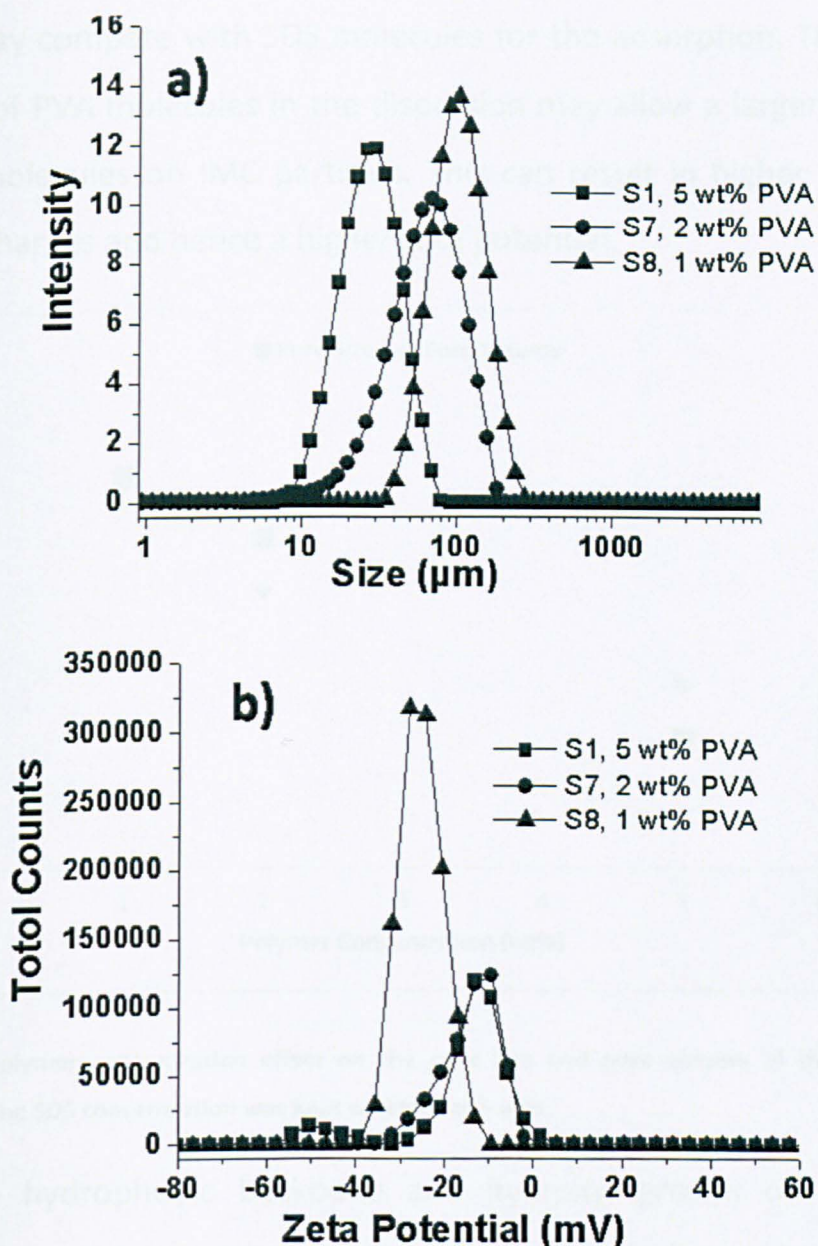 16
a)
14
12
10
8
6
4
2
0
Intensity
S1, 5 wt% PVA
S7, 2 wt% PVA
S8, 1 wt% PVA
1 10 100 1000
Size (µm)
350000
b)
300000
250000
200000
150000
100000
50000
0
Totol Counts
S1, 5 wt% PVA
S7, 2 wt% PVA
S8, 1 wt% PVA
-80 -60 -40 -20 0 20 40 60
Zeta Potential (mV)